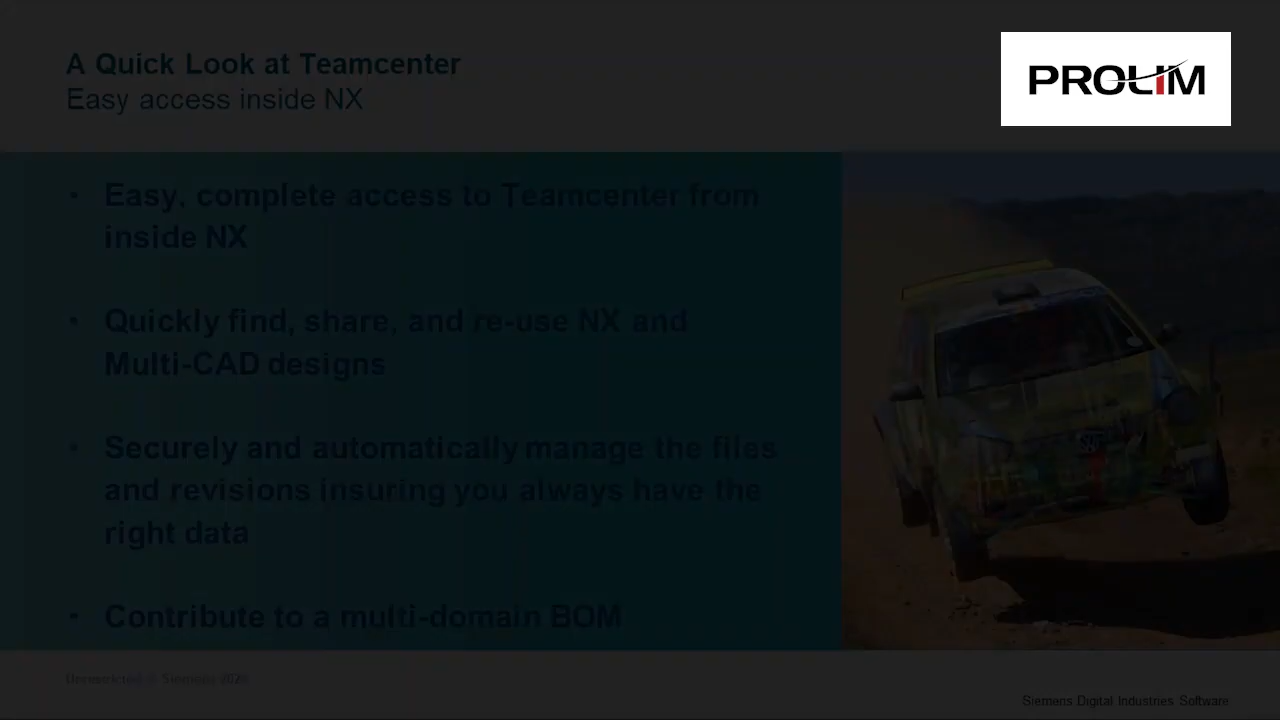 A Quick Look at Teamcenter
Easy access inside NX
PROLIM
• Easy, complete access to Teamcenter from
inside NX
• Quickly find, share, and re-use NX and
Multi-CAD designs
• Securely and automatically manage the files
and revisions insuring you always have the
right data
• Contribute to a multi-domain BOM
Unrestricted © Siemens 2020
Siemens Digital Industries Software